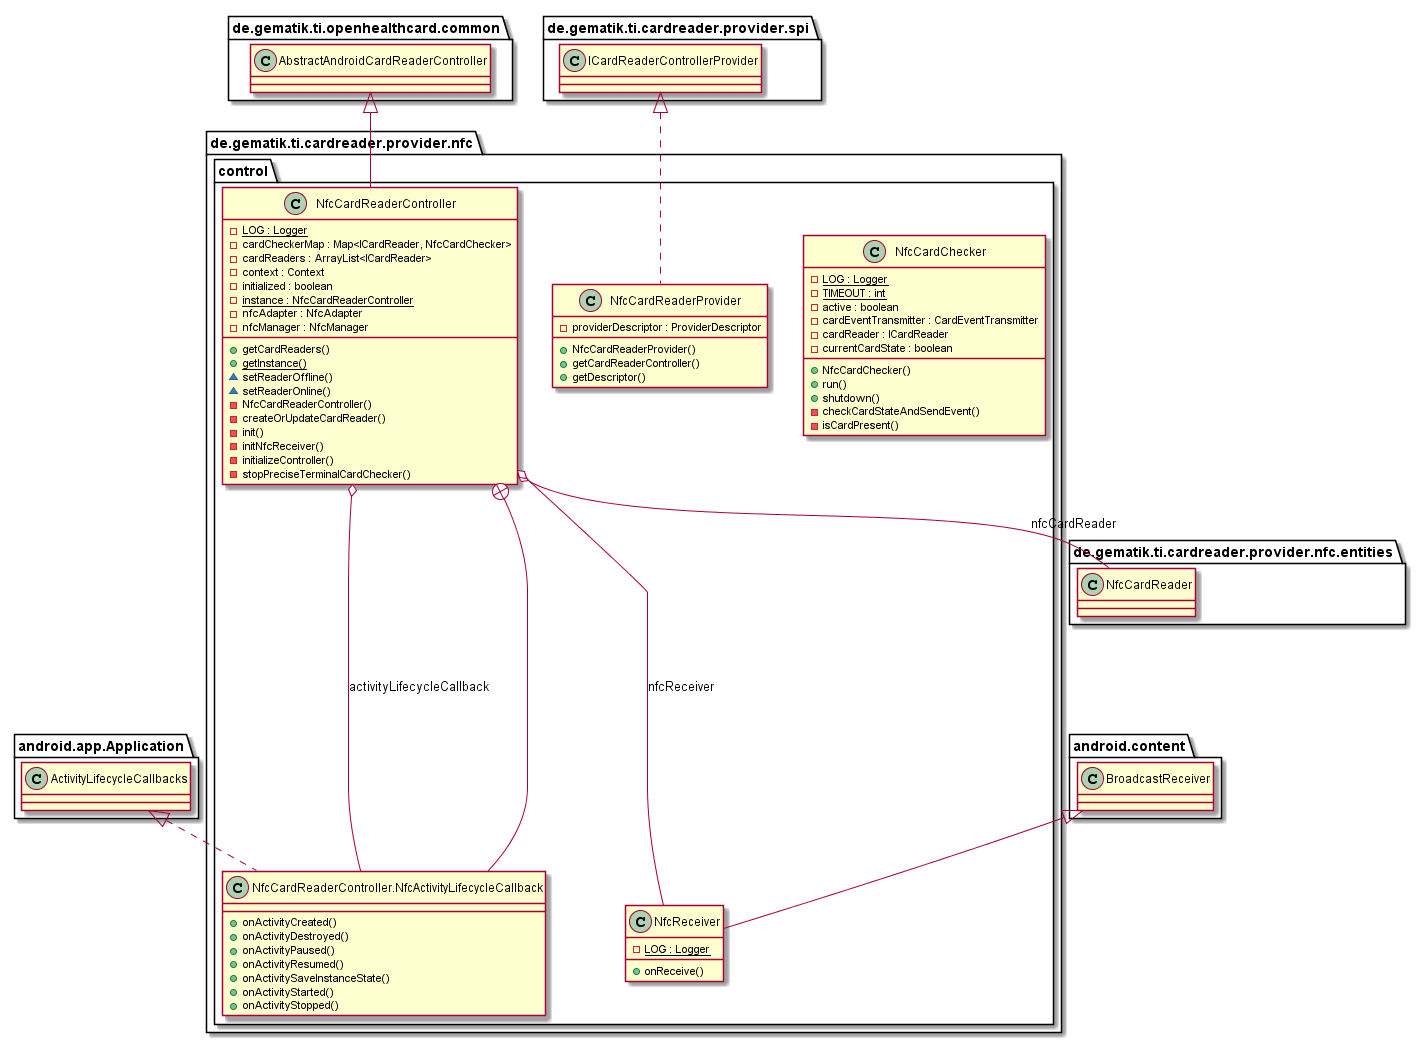 de.gematik.ti.openhealthcard.common
C AbstractAndroidCardReaderController
de.gematik.ti.cardreader.provider.spi
C ICardReaderControllerProvider
de.gematik.ti.cardreader.provider.nfc
control
C NfcCardReaderController
LOG : Logger
cardCheckerMap : Map<ICardReader, NfcCardChecker>
cardReaders : ArrayList<ICardReader>
context : Context
initialized : boolean
instance : NfcCardReaderController
nfcAdapter : NfcAdapter
nfcManager : NfcManager
getCardReaders()
getInstance()
setReaderOffline()
setReaderOnline()
NfcCardReaderController()
createOrUpdateCardReader()
init()
initNfcReceiver()
initializeController()
stopPreciseTerminalCardChecker()
C NfcCardReaderProvider
providerDescriptor : ProviderDescriptor
NfcCardReaderProvider()
getCardReaderController()
getDescriptor()
C NfcCardChecker
LOG : Logger
TIMEOUT : int
active : boolean
cardEventTransmitter : CardEventTransmitter
cardReader : ICardReader
currentCardState : boolean
NfcCardChecker()
run()
shutdown()
checkCardStateAndSendEvent()
isCardPresent()
nfcCardReader
de.gematik.ti.cardreader.provider.nfc.entities
C NfcCardReader
activityLifecycleCallback
nfcReceiver
android.app.Application
C ActivityLifecycleCallbacks
android.content
C BroadcastReceiver
C NfcCardReaderController.NfcActivityLifecycleCallback
onActivityCreated()
onActivityDestroyed()
onActivityPaused()
onActivityResumed()
onActivitySaveInstanceState()
onActivityStarted()
onActivityStopped()
C NfcReceiver
LOG : Logger
onReceive()